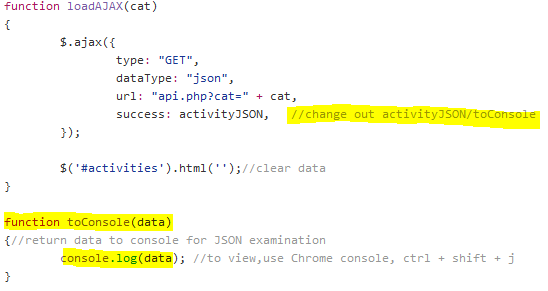 function loadAJAX(cat)
{
$.ajax({
type: "GET",
dataType: "json",
url: "api.php?cat=" + cat,
success: activityJSON, //change out activityJSON/toConsole
});
$('#activities').html('');//clear data
}
function toConsole(data)
{//return data to console for JSON examination
console.log(data); //to view,use Chrome console, ctrl + shift + j
}